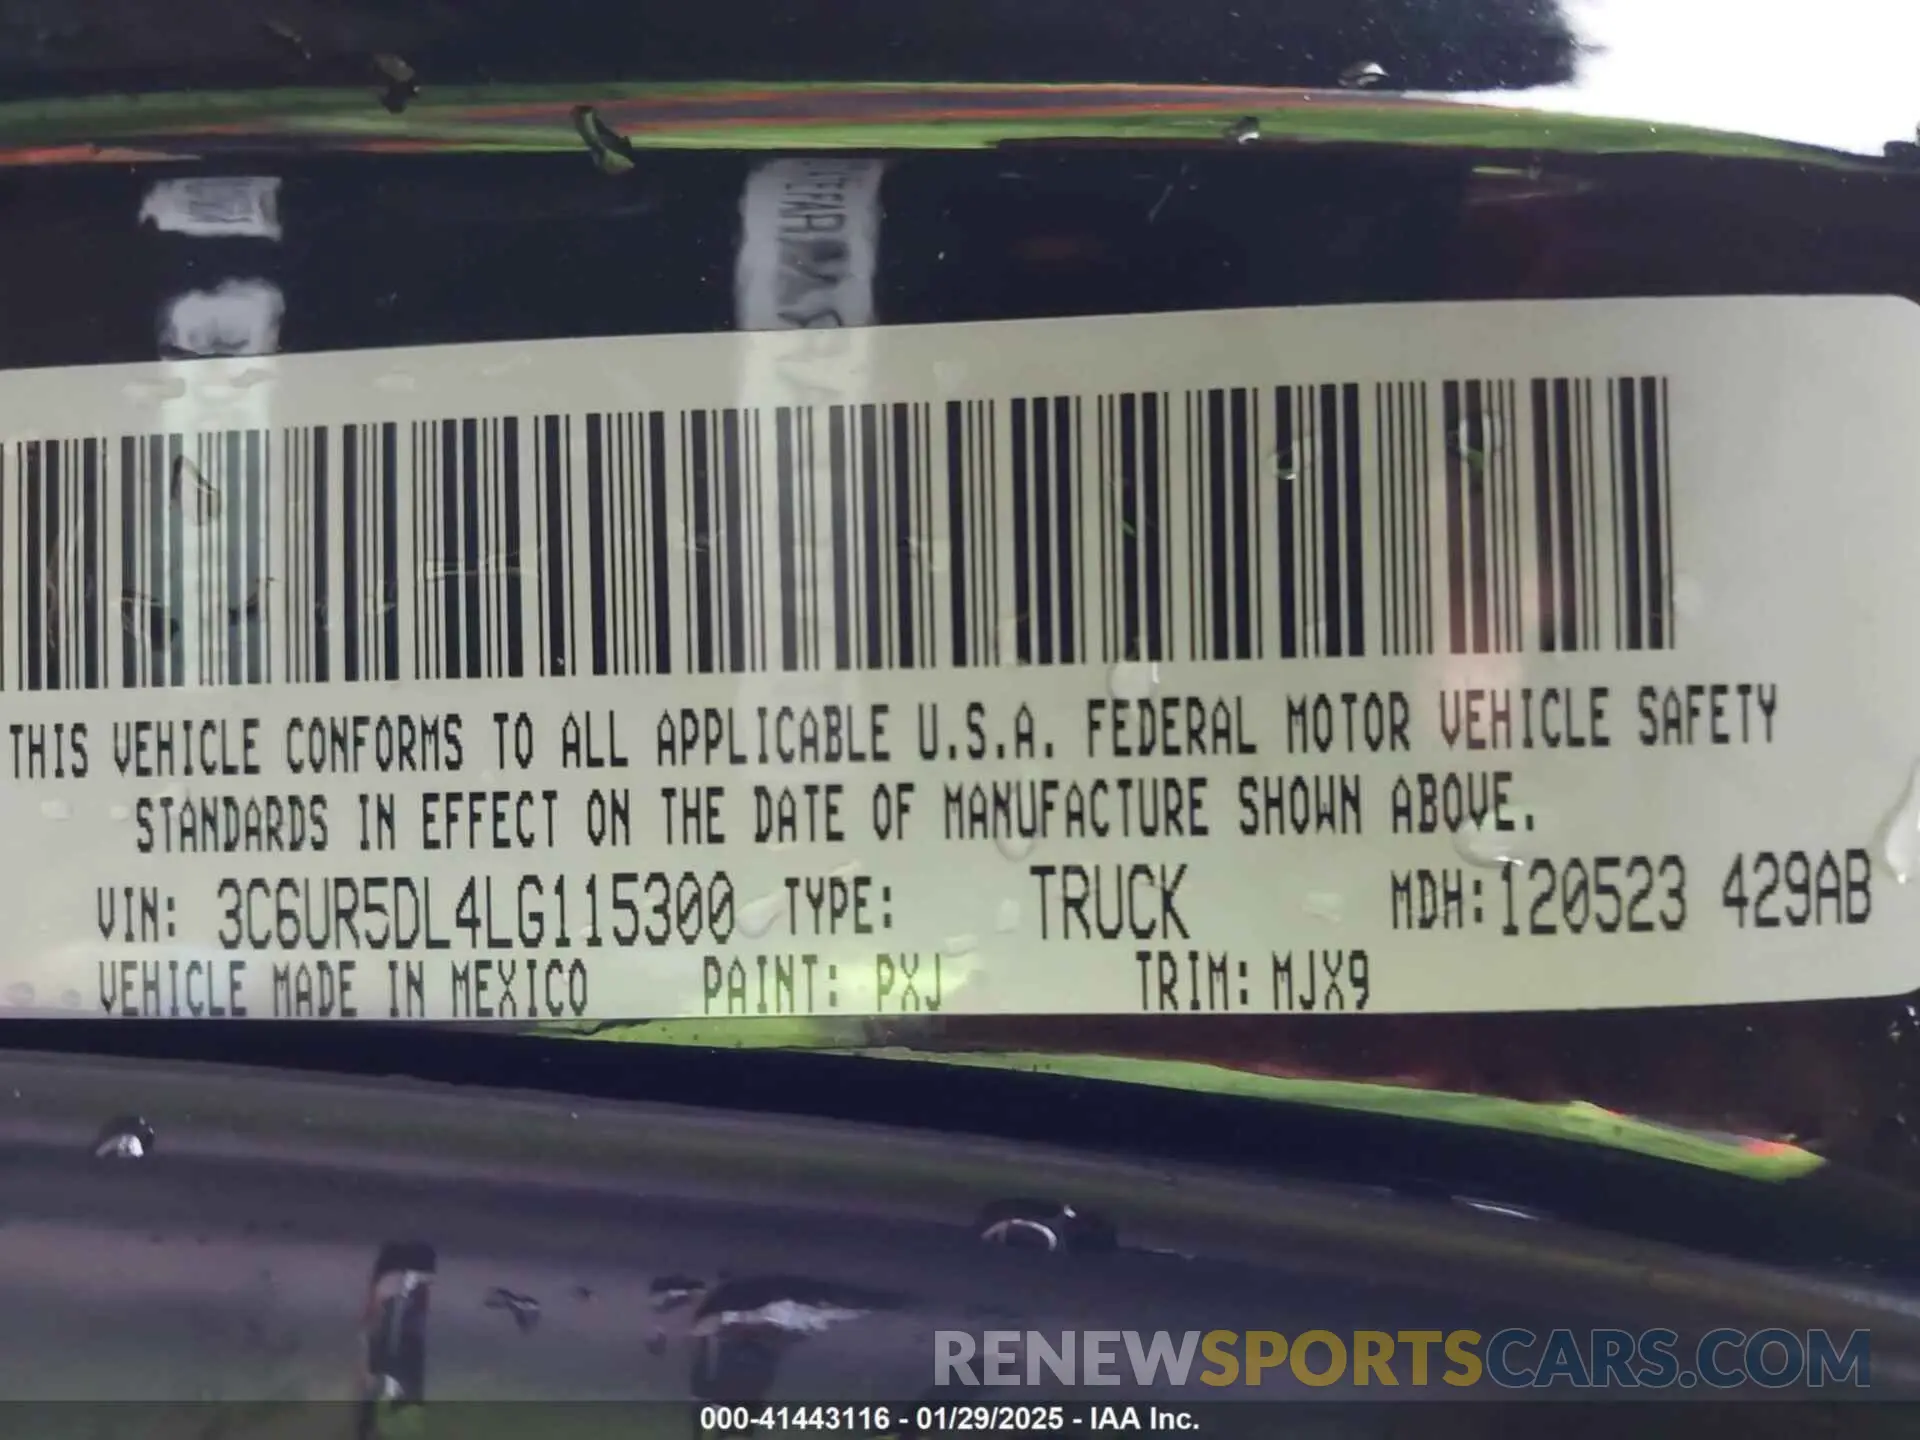 THIS VEHICLE CONFORMS TO ALL APPLICABLE U.S.A. FEDERAL MOTOR VEHICLE SAFETY
STANDARDS IN EFFECT ON THE DATE OF MANUFACTURE SHOWN ABOVE.
VIN: 3C6UR5DL4LG115300 TYPE: TRUCK MDH:120523 429AB
VEHICLE MADE IN MEXICO PAINT: PXJ TRIM: MJX9
RENEWSPORTSCARS.COM
000-41443116 - 01/29/2025 - IAA Inc.